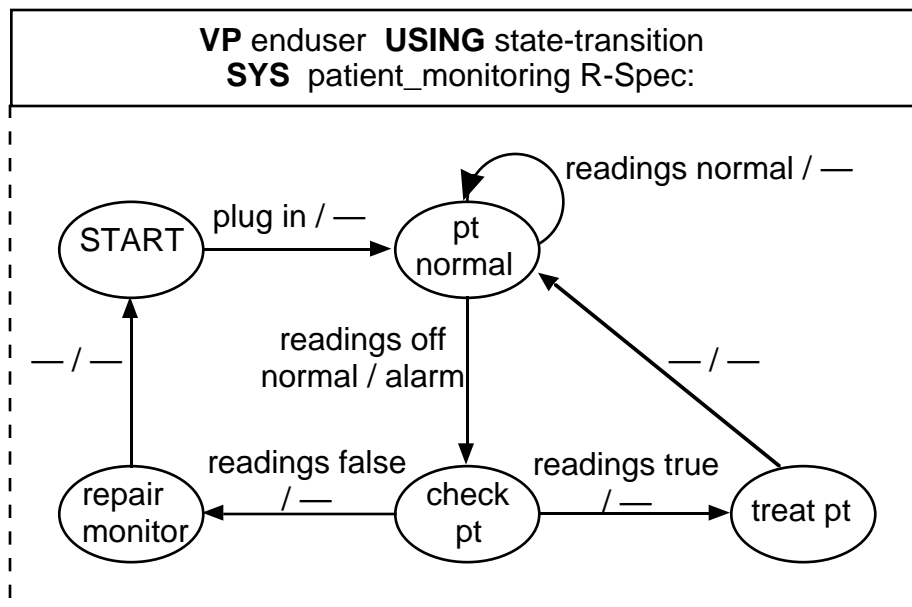 VP enduser USING state-transition
SYS patient_monitoring R-Spec:
readings normal / —
plug in / —
START
pt
normal
readings off
normal / alarm
— / —
— / —
readings false
/ —
readings true
/ —
repair
monitor
check
pt
treat pt